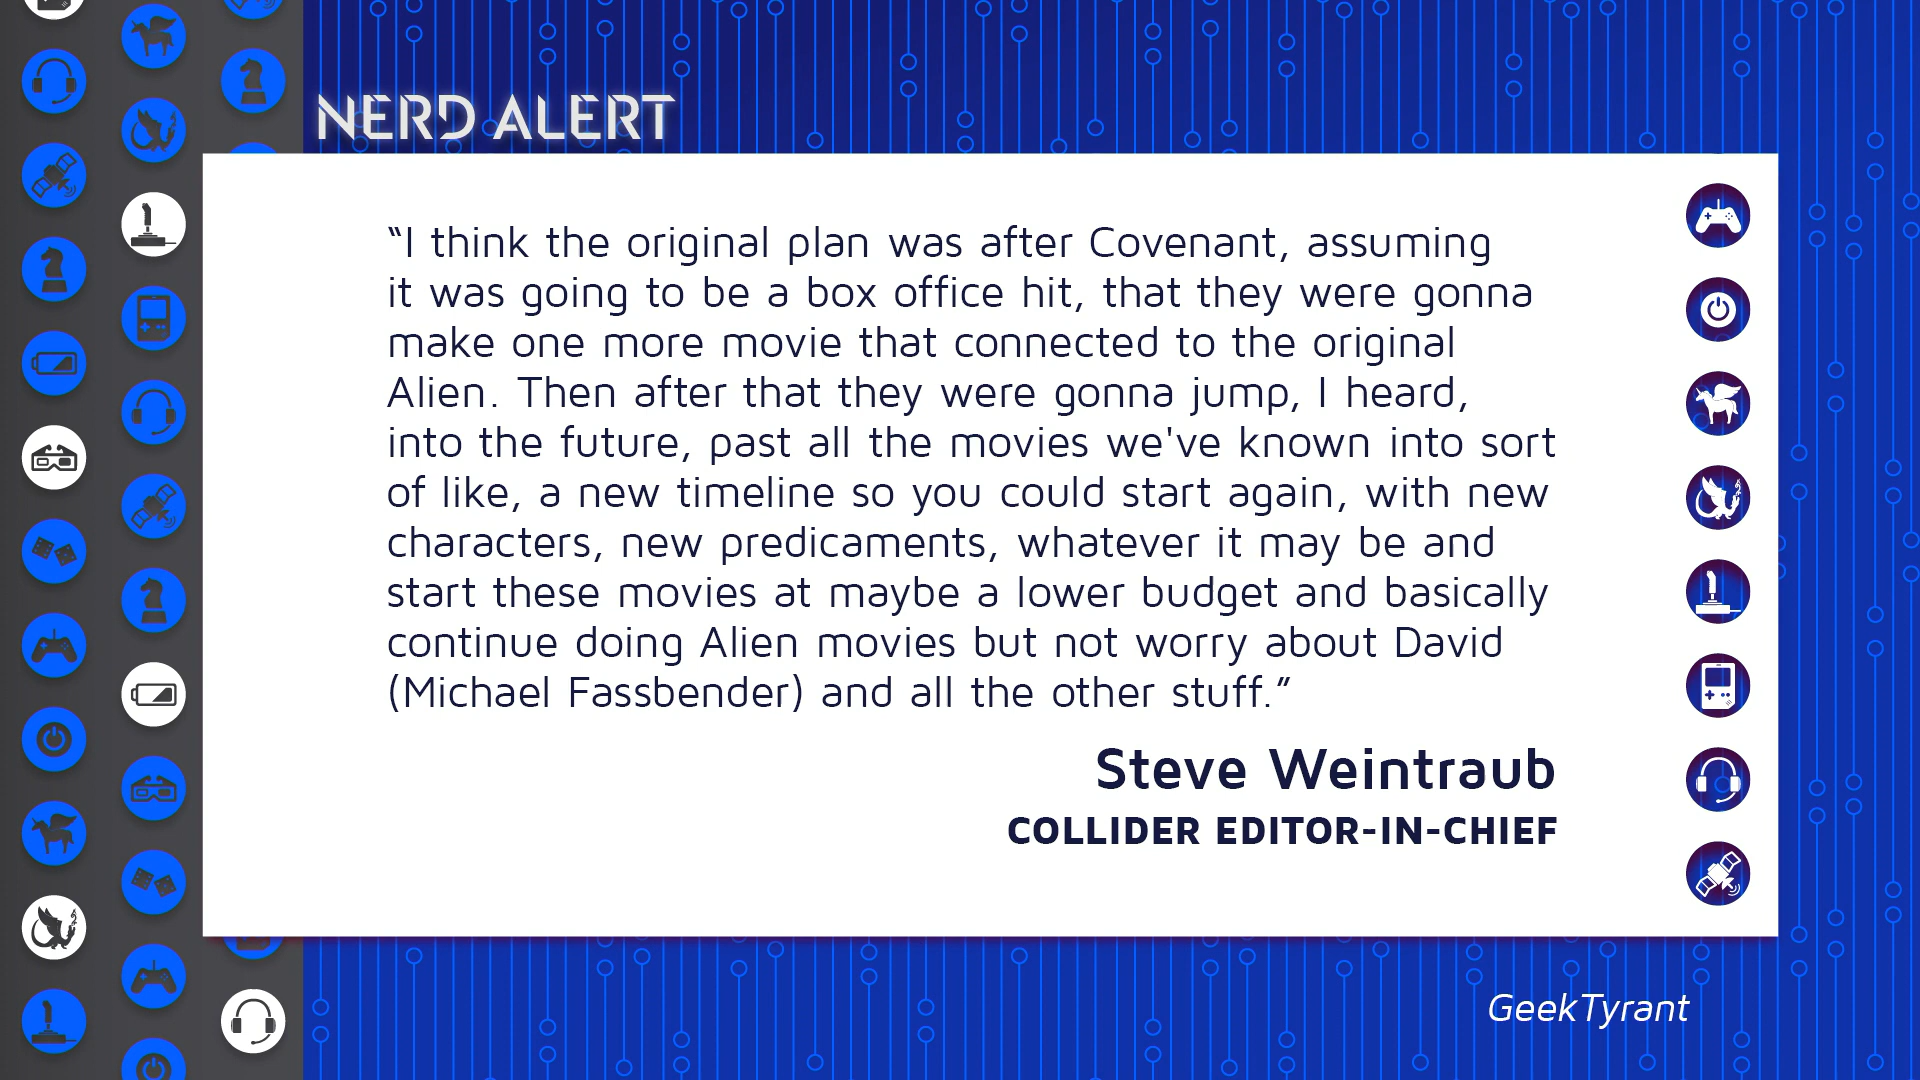 NERD ALERT
“I think the original plan was after Covenant, assuming
it was going to be a box office hit, that they were gonna
make one more movie that connected to the original
Alien. Then after that they were gonna jump, I heard,
into the future, past all the movies we've known into sort
of like, a new timeline so you could start again, with new
characters, new predicaments, whatever it may be and
start these movies at maybe a lower budget and basically
continue doing Alien movies but not worry about David
(Michael Fassbender) and all the other stuff.”
Steve Weintraub
COLLIDER EDITOR-IN-CHIEF
GeekTyrant